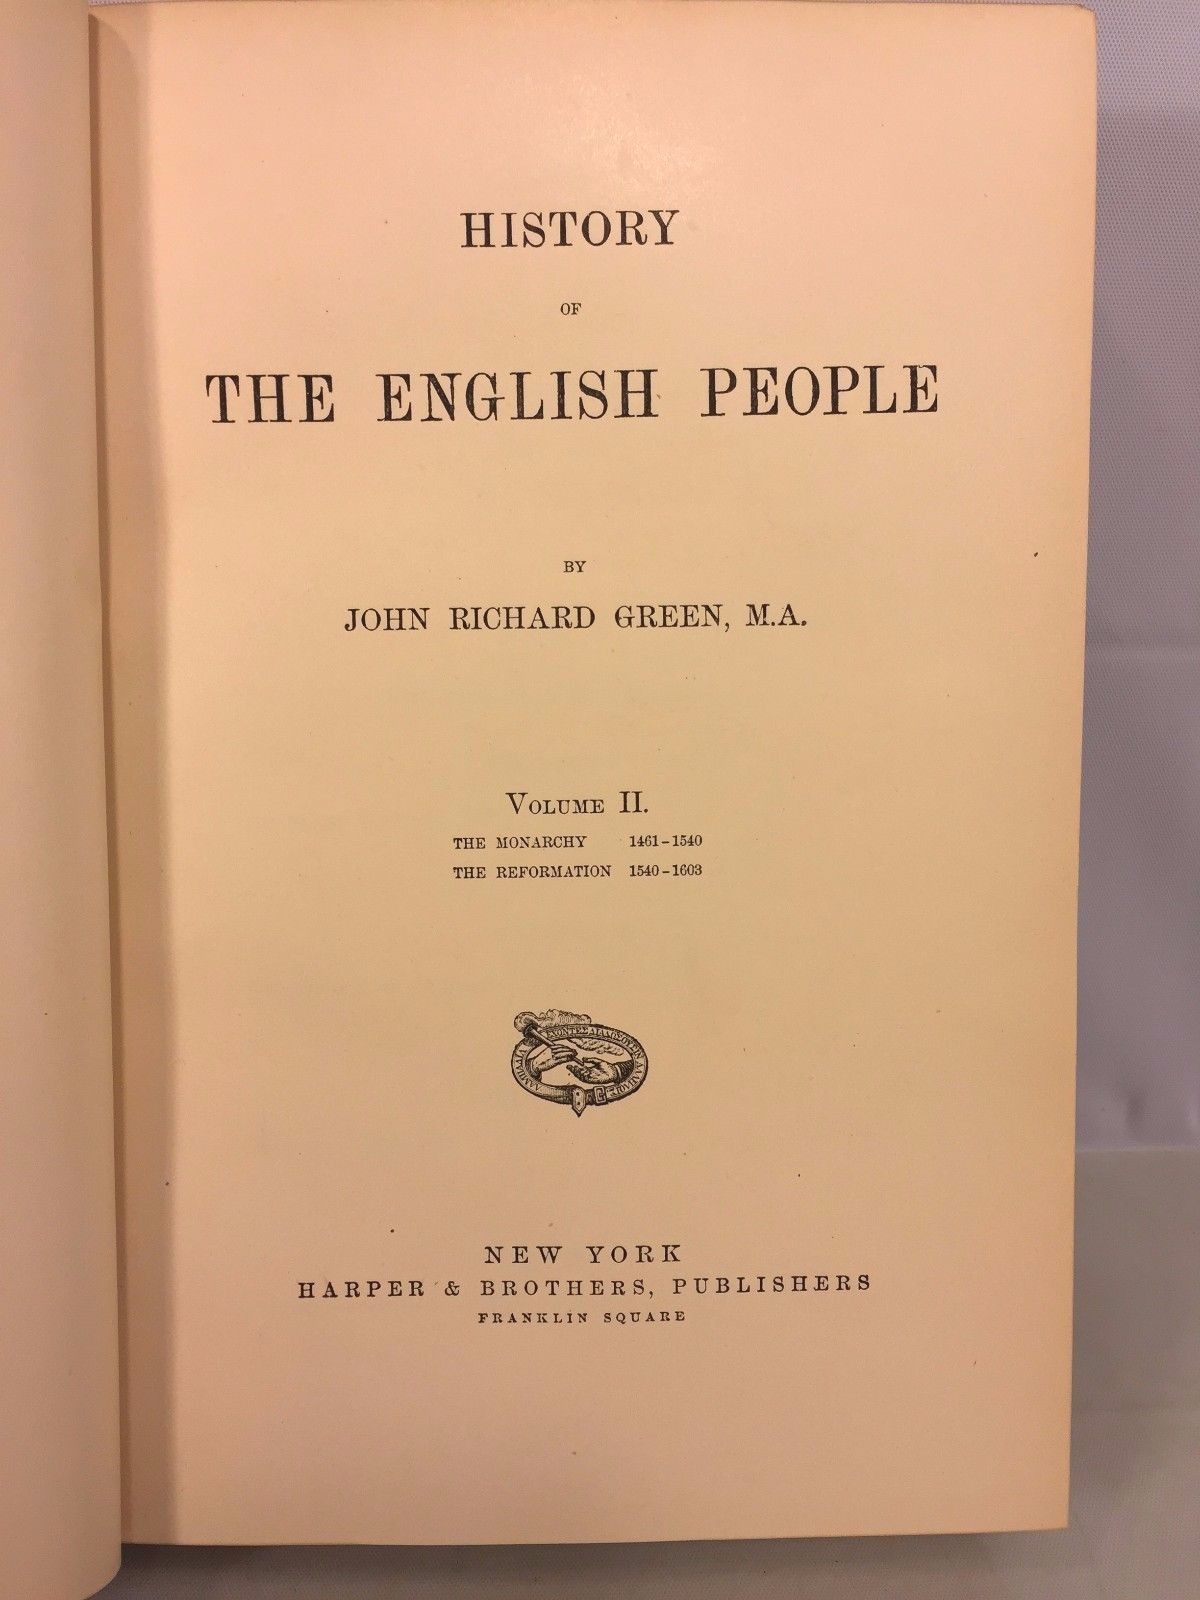 HISTORY
OF
THE ENGLISH PEOPLE
BY
JOHN RICHARD GREEN, M.A.
VOLUME II.
THE MONARCHY 1461-1540
THE REFORMATION 1540-1603
NEW YORK
HARPER & BROTHERS, PUBLISHERS
FRANKLIN SQUARE